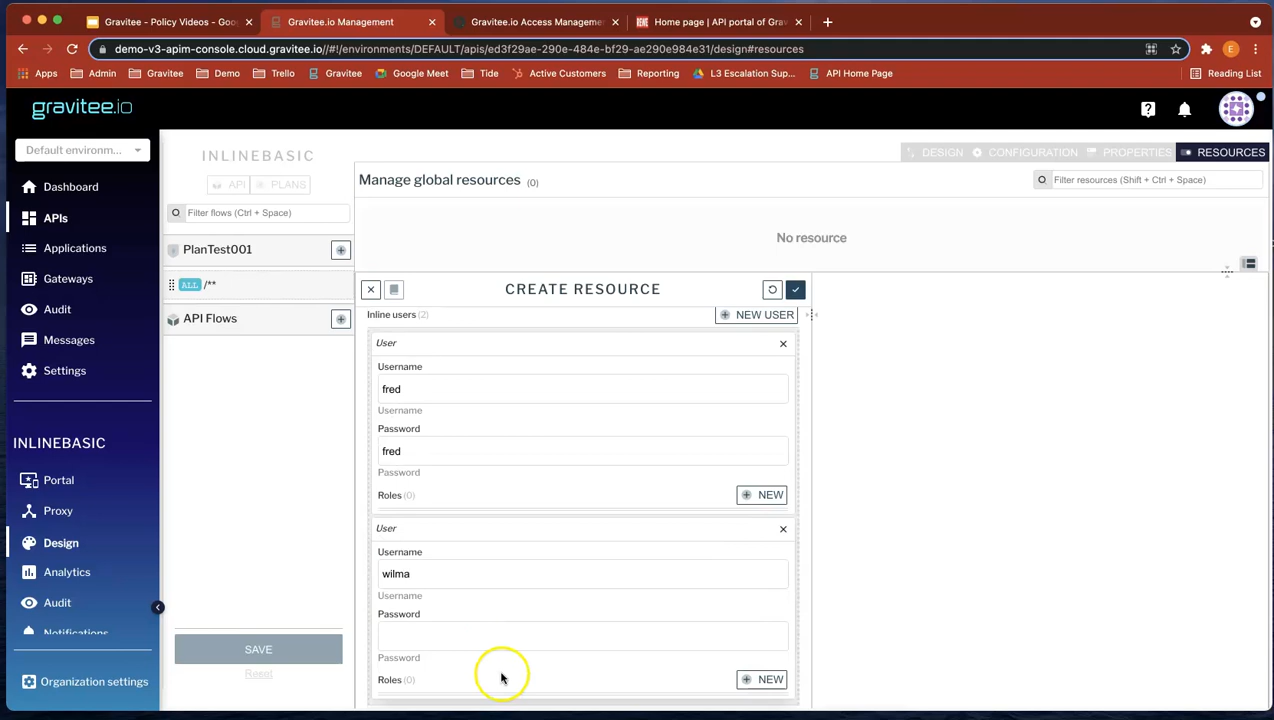 Gravitee - Policy Videos - Goo
Gravitee.io Management
Gravitee.io Access Manageme
Home page | API portal of Grav
demo-v3-apim-console.cloud.gravitee.io/#!/environments/DEFAULT/apis/ed3f29ae-290e-484e-bf29-ae290e984e31/design#resources
E
Apps
Admin
Gravitee
Demo
Trello
Gravitee
Google Meet
Tide
Active Customers
Reporting
L3 Escalation Sup...
API Home Page
Reading List
gravitee.io
Default environm...
Dashboard
APIs
Applications
Gateways
Audit
Messages
Settings
INLINEBASIC
Portal
Proxy
Design
Analytics
Audit
Notifications
Organization settings
INLINEBASIC
API
PLANS
Filter flows (Ctrl + Space)
PlanTest001
ALL /**
API Flows
SAVE
Reset
DESIGN
CONFIGURATION
PROPERTIES
RESOURCES
Manage global resources (0)
Filter resources (Shift + Ctrl + Space)
No resource
CREATE RESOURCE
Inline users (2)
NEW USER
User
Username
fred
Username
Password
fred
Password
Roles (0)
NEW
User
Username
wilma
Username
Password
Password
Roles (0)
NEW